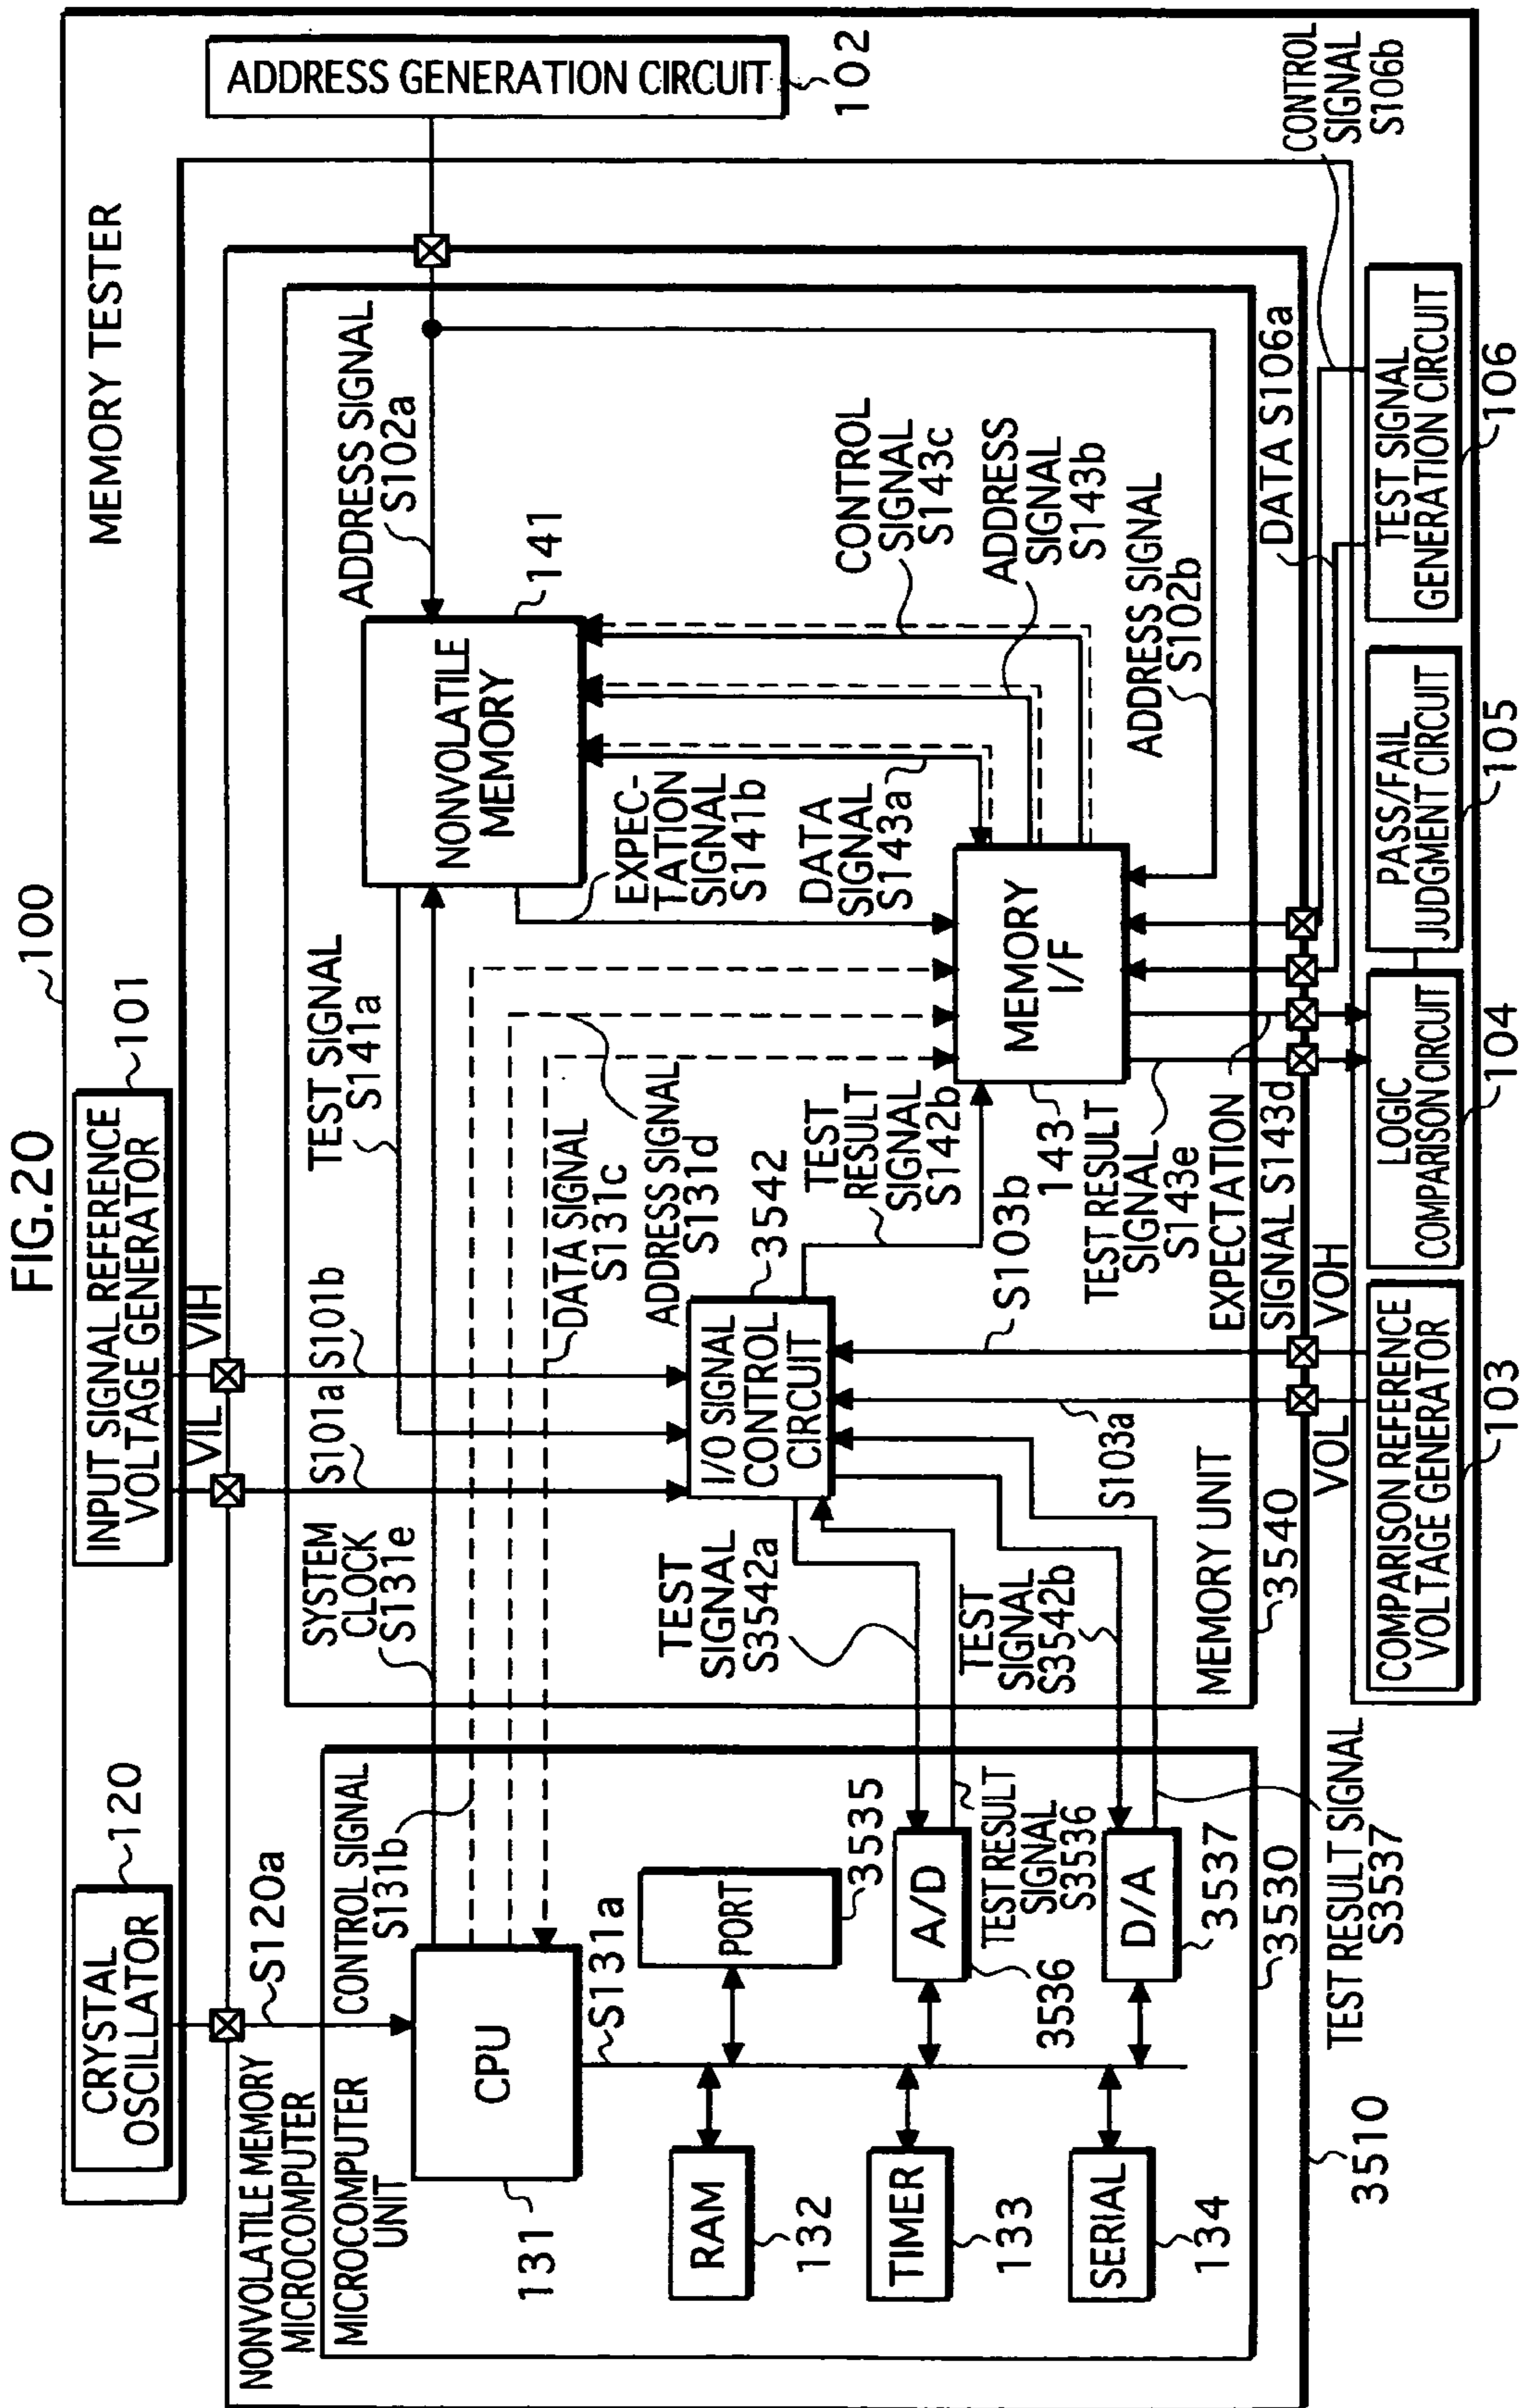 FIG.20
100
MEMORY TESTER
CRYSTAL
OSCILLATOR
120
INPUT SIGNAL REFERENCE
VOLTAGE GENERATOR
101
ADDRESS GENERATION CIRCUIT
102
VIL
VIH
S120a
S101a
S101b
NONVOLATILE MEMORY
MICROCOMPUTER
MICROCOMPUTER
UNIT
CONTROL SIGNAL
S131b
SYSTEM
CLOCK
S131e
TEST SIGNAL
S141a
ADDRESS SIGNAL
S102a
CPU
131
NONVOLATILE
MEMORY
141
DATA SIGNAL
S131c
ADDRESS SIGNAL
S131d
EXPEC-
TATION
SIGNAL
S141b
DATA
SIGNAL
S143a
CONTROL
SIGNAL
S143c
ADDRESS
SIGNAL
S143b
ADDRESS SIGNAL
S102b
S131a
PORT
3535
RAM
132
TIMER
133
SERIAL
134
A/D
3536
D/A
3537
TEST
SIGNAL
S3542a
TEST RESULT
SIGNAL
S3536
TEST
SIGNAL
S3542b
TEST RESULT SIGNAL
S3537
I/O SIGNAL
CONTROL
CIRCUIT
3542
TEST
RESULT
SIGNAL
S142b
MEMORY
I/F
143
S103a
S103b
TEST RESULT
SIGNAL
S143e
EXPECTATION
SIGNAL S143d
DATA S106a
CONTROL
SIGNAL
S106b
MEMORY UNIT
3540
3530
3510
VOL
VOH
COMPARISON REFERENCE
VOLTAGE GENERATOR
103
LOGIC
COMPARISON CIRCUIT
104
PASS/FAIL
JUDGMENT CIRCUIT
105
TEST SIGNAL
GENERATION CIRCUIT
106